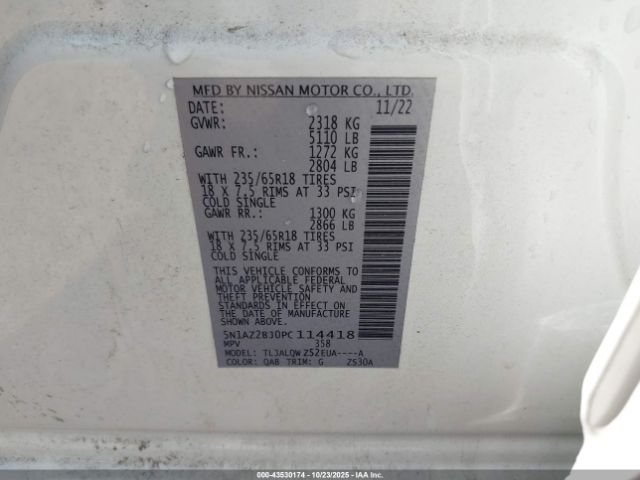 MFD BY NISSAN MOTOR CO., LTD.
DATE: 11/22
GVWR: 2318 KG
5110 LB
GAWR FR.: 1272 KG
2804 LB
WITH 235/65R18 TIRES
18 X 7.5 RIMS AT 33 PSI
COLD SINGLE
GAWR RR.: 1300 KG
2866 LB
WITH 235/65R18 TIRES
18 X 7.5 RIMS AT 33 PSI
COLD SINGLE
THIS VEHICLE CONFORMS TO
ALL APPLICABLE FEDERAL
MOTOR VEHICLE SAFETY AND
THEFT PREVENTION
STANDARDS IN EFFECT ON
THE DATE OF MANUFACTURE
SHOWN ABOVE.
5N1AZ2BJ0PC114418
MPV 358
MODEL: TLJALQWZ52EUA----A
COLOR: QAB TRIM: G Z530A
000-43530174 - 10/23/2025 - IAA Inc.